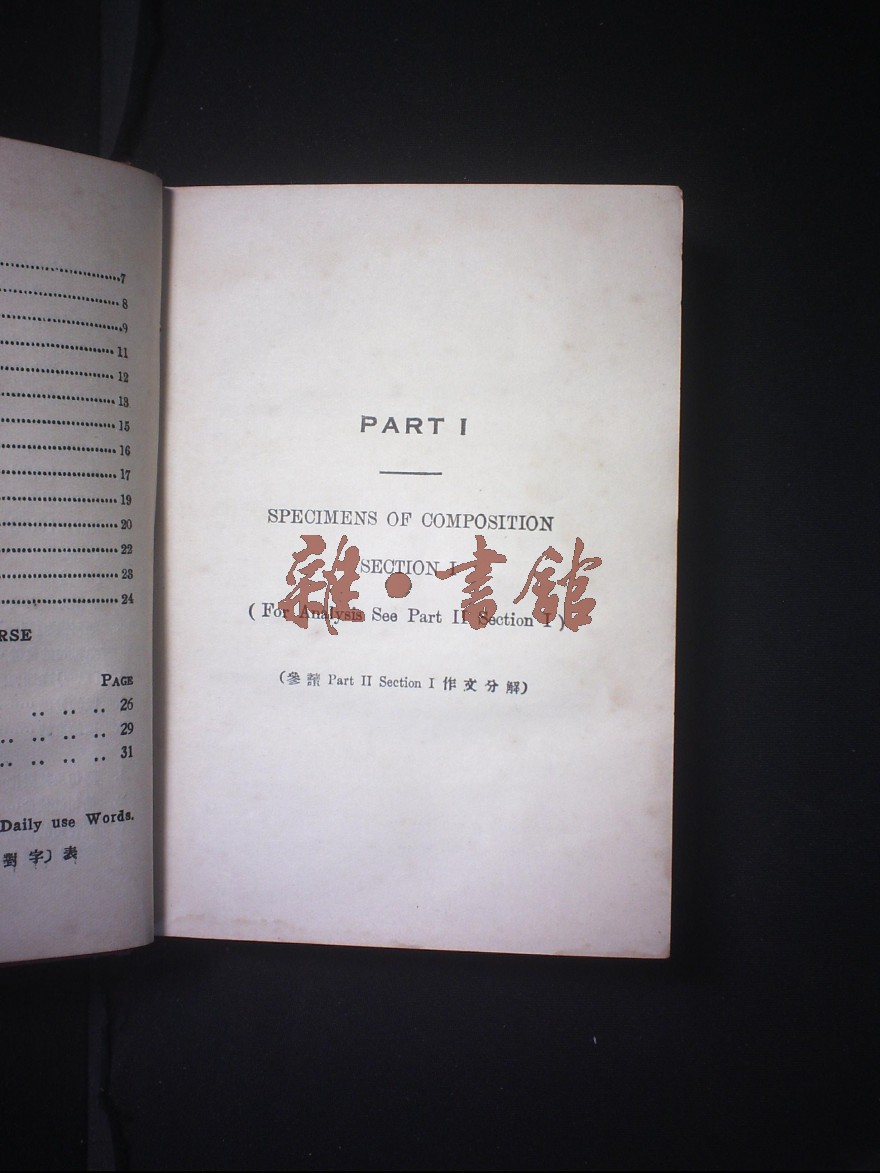 ........................7
........................8
........................9
........................11
........................12
........................13
........................15
........................16
........................17
........................19
........................20
........................22
........................23
........................24
RSE
PAGE
.. .. .. 26
.. .. .. 29
.. .. .. 31
Daily use Words.
字〕表
PART I
SPECIMENS OF COMPOSITION
SECTION I
雜·書館
(For Analysis See Part II Section I)
(參讀 Part II Section I 作文分解)